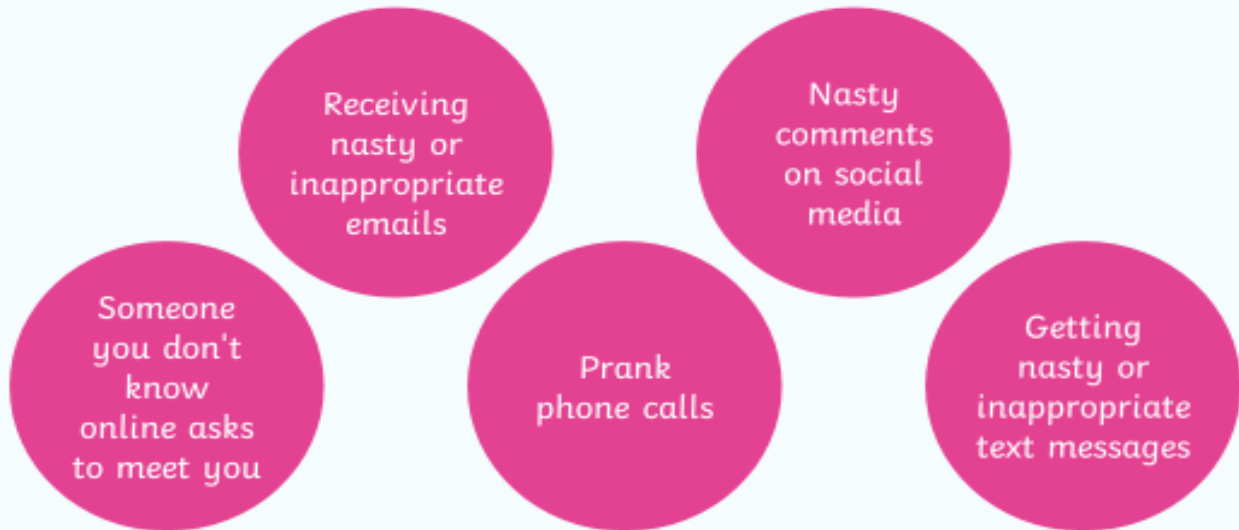 Receiving
nasty or
inappropriate
emails
Nasty
comments
on social
media
Someone
you don't
know
online asks
to meet you
Prank
phone calls
Getting
nasty or
inappropriate
text messages